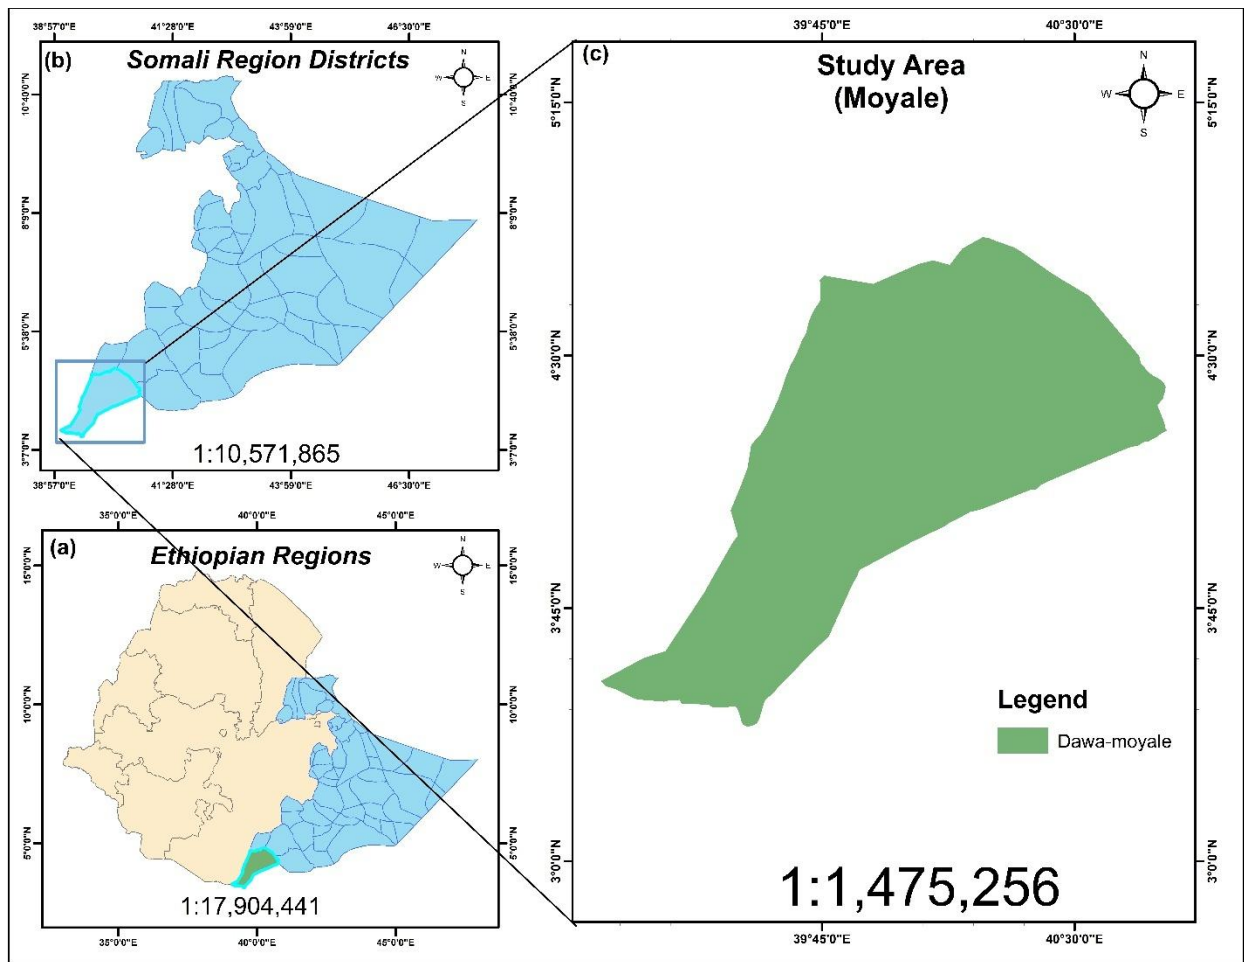 38°57'0"E 41°28'0"E 43°59'0"E 46°30'0"E
(b)
Somali Region Districts
N
W E
S
10°40'0"N 10°40'0"N
8°9'0"N 8°9'0"N
5°38'0"N 5°38'0"N
3°7'0"N 3°7'0"N
1:10,571,865
38°57'0"E 41°28'0"E 43°59'0"E 46°30'0"E
35°0'0"E 40°0'0"E 45°0'0"E
(a)
Ethiopian Regions
N
W E
S
15°0'0"N 15°0'0"N
10°0'0"N 10°0'0"N
5°0'0"N 5°0'0"N
1:17,904,441
35°0'0"E 40°0'0"E 45°0'0"E
39°45'0"E 40°30'0"E
(c)
Study Area
(Moyale)
N
W E
S
5°15'0"N 5°15'0"N
4°30'0"N 4°30'0"N
3°45'0"N 3°45'0"N
Legend
Dawa-moyale
3°0'0"N 3°0'0"N
1:1,475,256
39°45'0"E 40°30'0"E